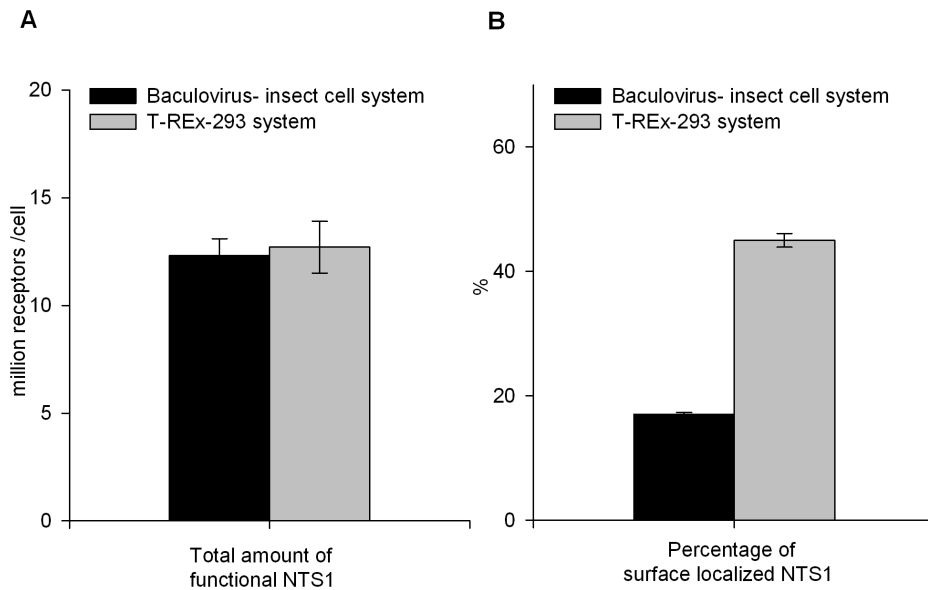 A
Baculovirus- insect cell system
T-REx-293 system
20
15
10
5
0
million receptors /cell
Total amount of
functional NTS1
B
Baculovirus- insect cell system
T-REx-293 system
60
40
20
0
%
Percentage of
surface localized NTS1